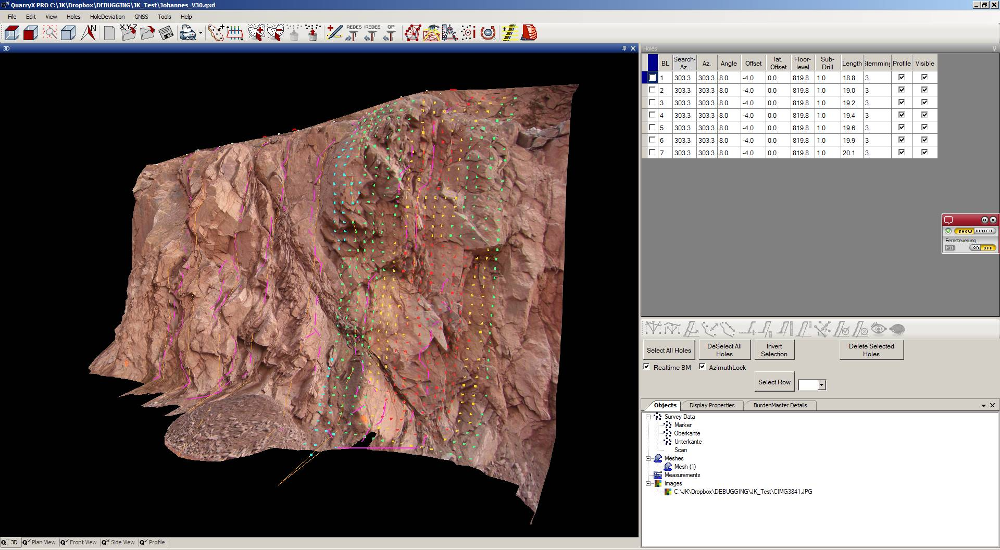 QuarryX PRO C:\JK\Dropbox\DEBUGGING\JK_Test\Johannes_V30.qxd
File Edit View Holes HoleDeviation GNSS Tools Help
X,Y,Z IREDES IREDES QP
3D
Holes
BL Search-Az. Az. Angle Offset lat. Offset Floor-level Sub-Drill Length Stemming Profile Visible
1 303.3 303.3 8.0 -4.0 0.0 819.8 1.0 18.8 3
2 303.3 303.3 8.0 -4.0 0.0 819.8 1.0 19.0 3
3 303.3 303.3 8.0 -4.0 0.0 819.8 1.0 19.2 3
4 303.3 303.3 8.0 -4.0 0.0 819.8 1.0 19.4 3
5 303.3 303.3 8.0 -4.0 0.0 819.8 1.0 19.6 3
6 303.3 303.3 8.0 -4.0 0.0 819.8 1.0 19.9 3
7 303.3 303.3 8.0 -4.0 0.0 819.8 1.0 20.1 3
SHOW WATCH
Fernsteuerung
F11 ON OFF
Select All Holes
DeSelect All Holes
Invert Selection
Delete Selected Holes
Realtime BM AzimuthLock
Select Row
Objects Display Properties BurdenMaster Details
Survey Data
Marker
Oberkante
Unterkante
Scan
Meshes
Mesh (1)
Measurements
Images
C:\JK\Dropbox\DEBUGGING\JK_Test\CIMG3841.JPG
3D Plan View Front View Side View Profile